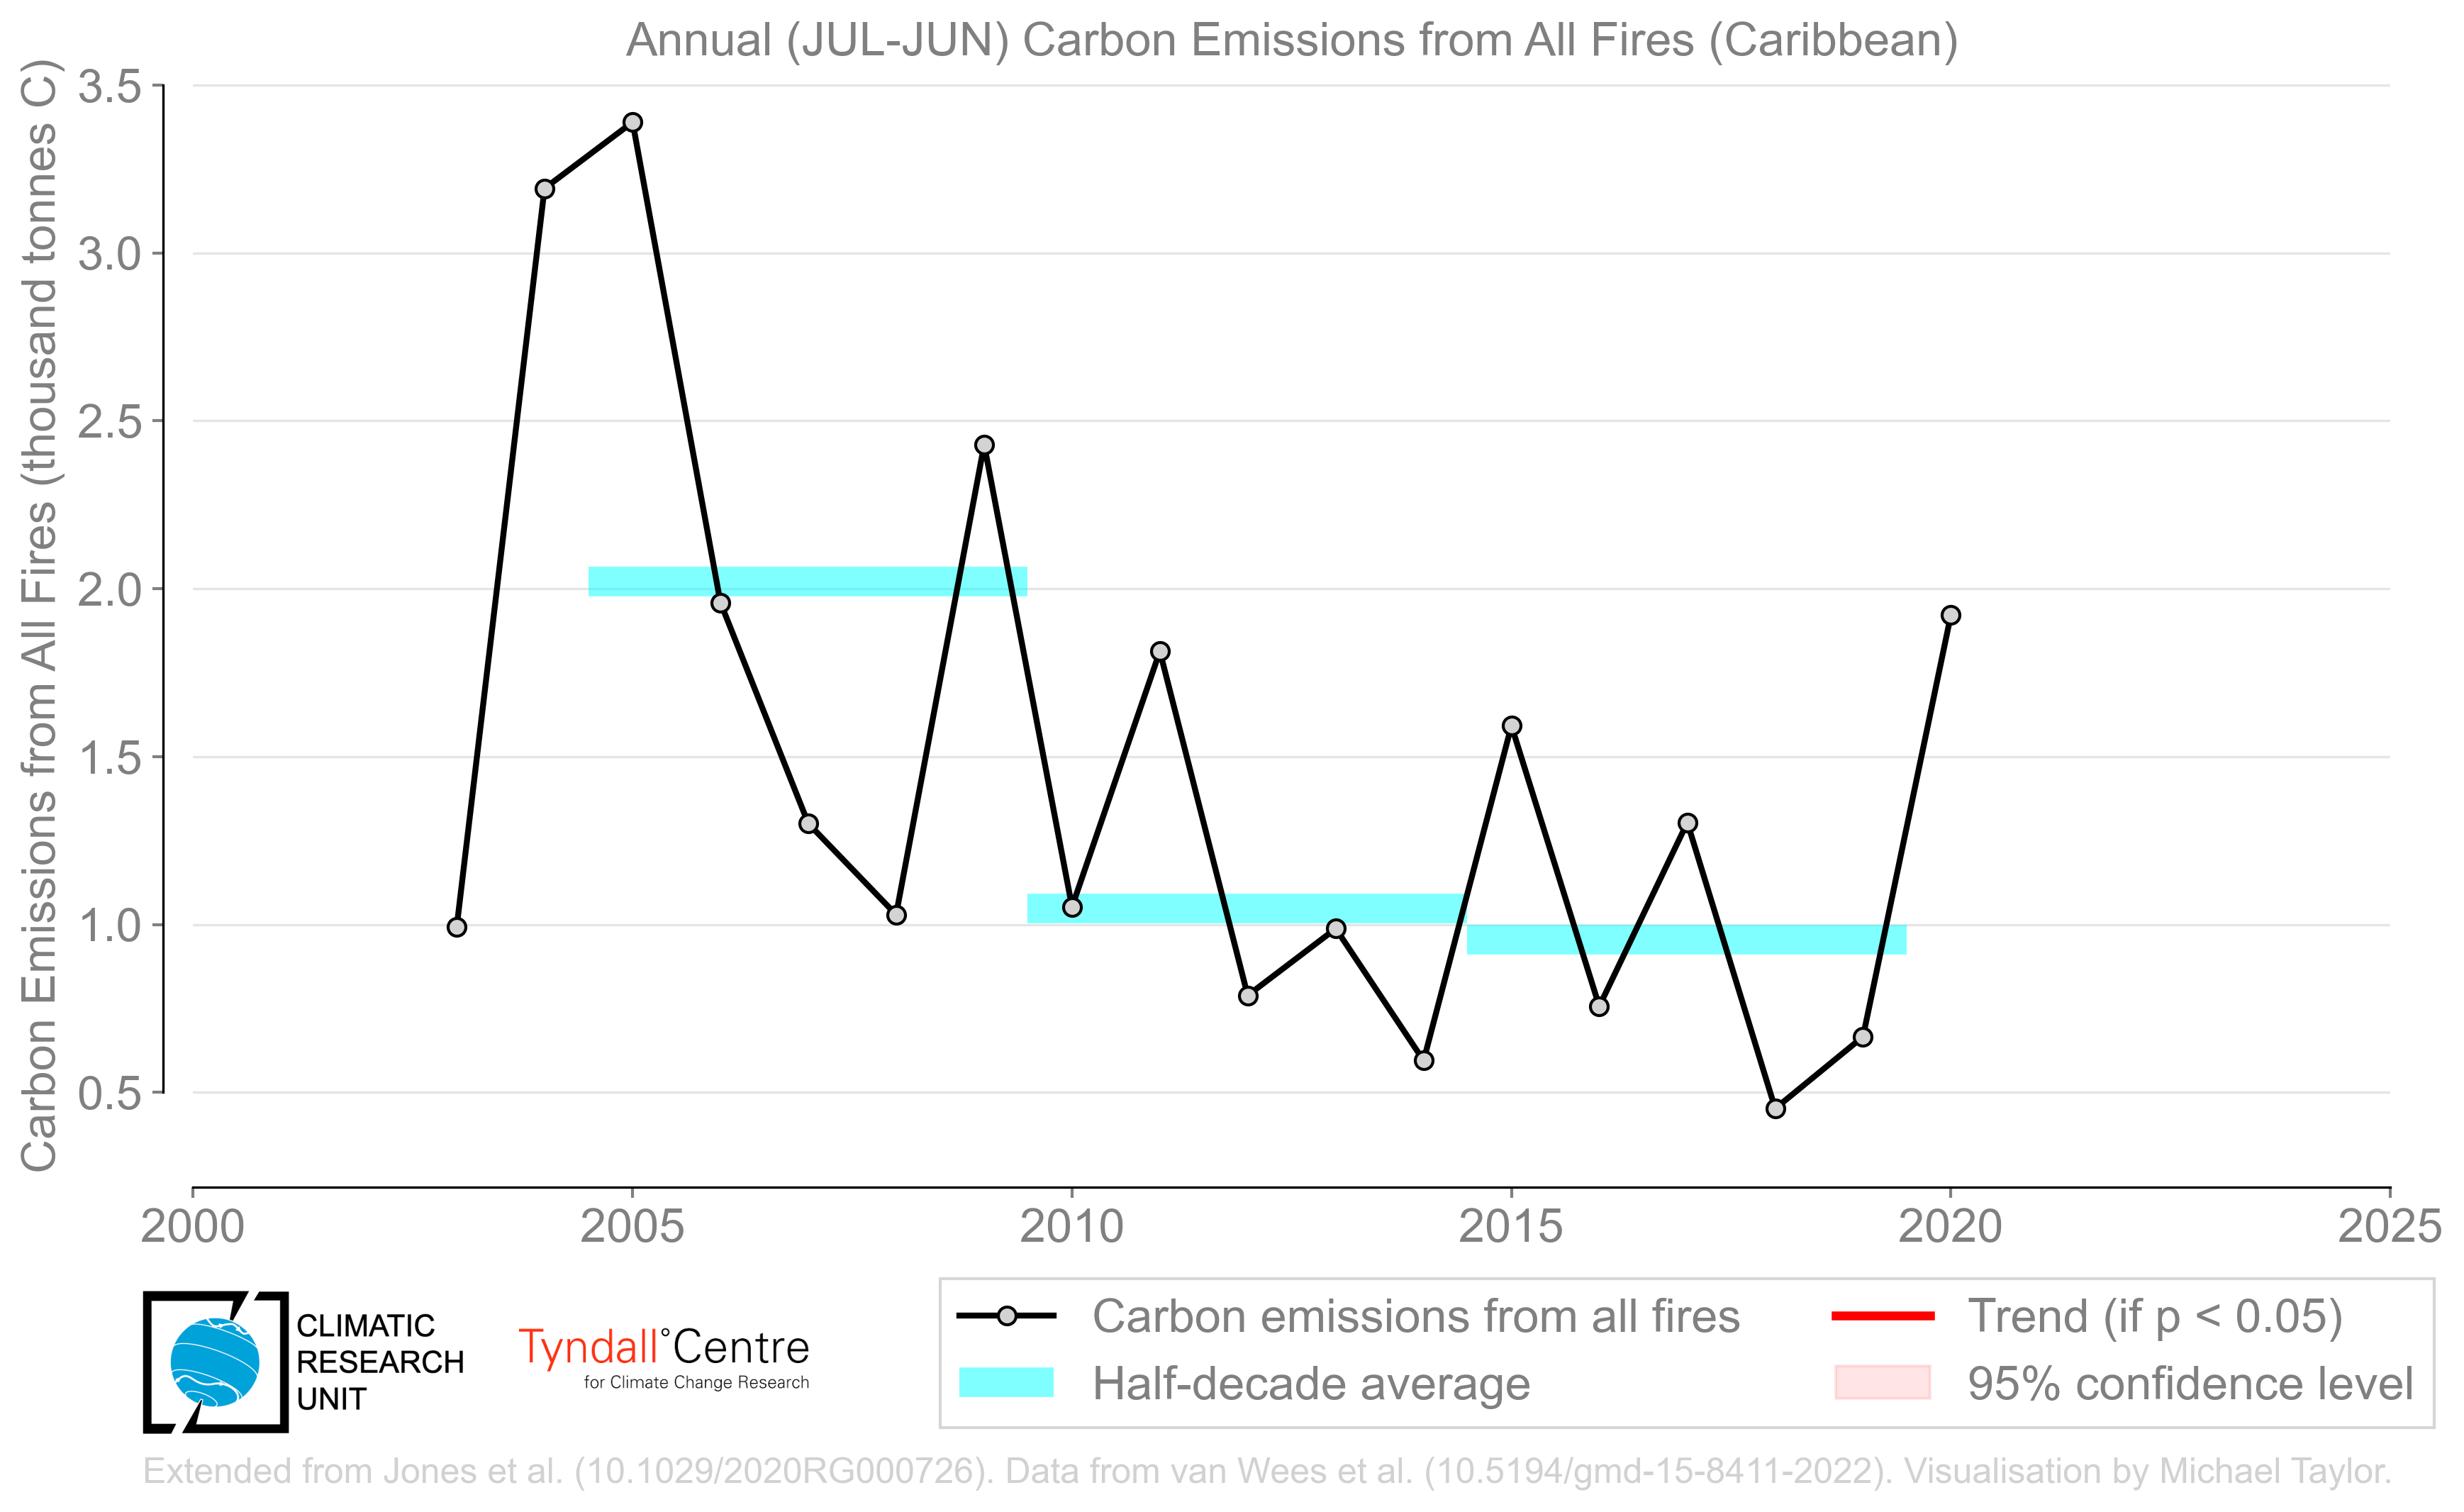 Annual (JUL-JUN) Carbon Emissions from All Fires (Caribbean)
Carbon Emissions from All Fires (thousand tonnes C)
3.5
3.0
2.5
2.0
1.5
1.0
0.5
2000 2005 2010 2015 2020 2025
CLIMATIC
RESEARCH
UNIT
Tyndall°Centre
for Climate Change Research
Carbon emissions from all fires
Half-decade average
Trend (if p < 0.05)
95% confidence level
Extended from Jones et al. (10.1029/2020RG000726). Data from van Wees et al. (10.5194/gmd-15-8411-2022). Visualisation by Michael Taylor.